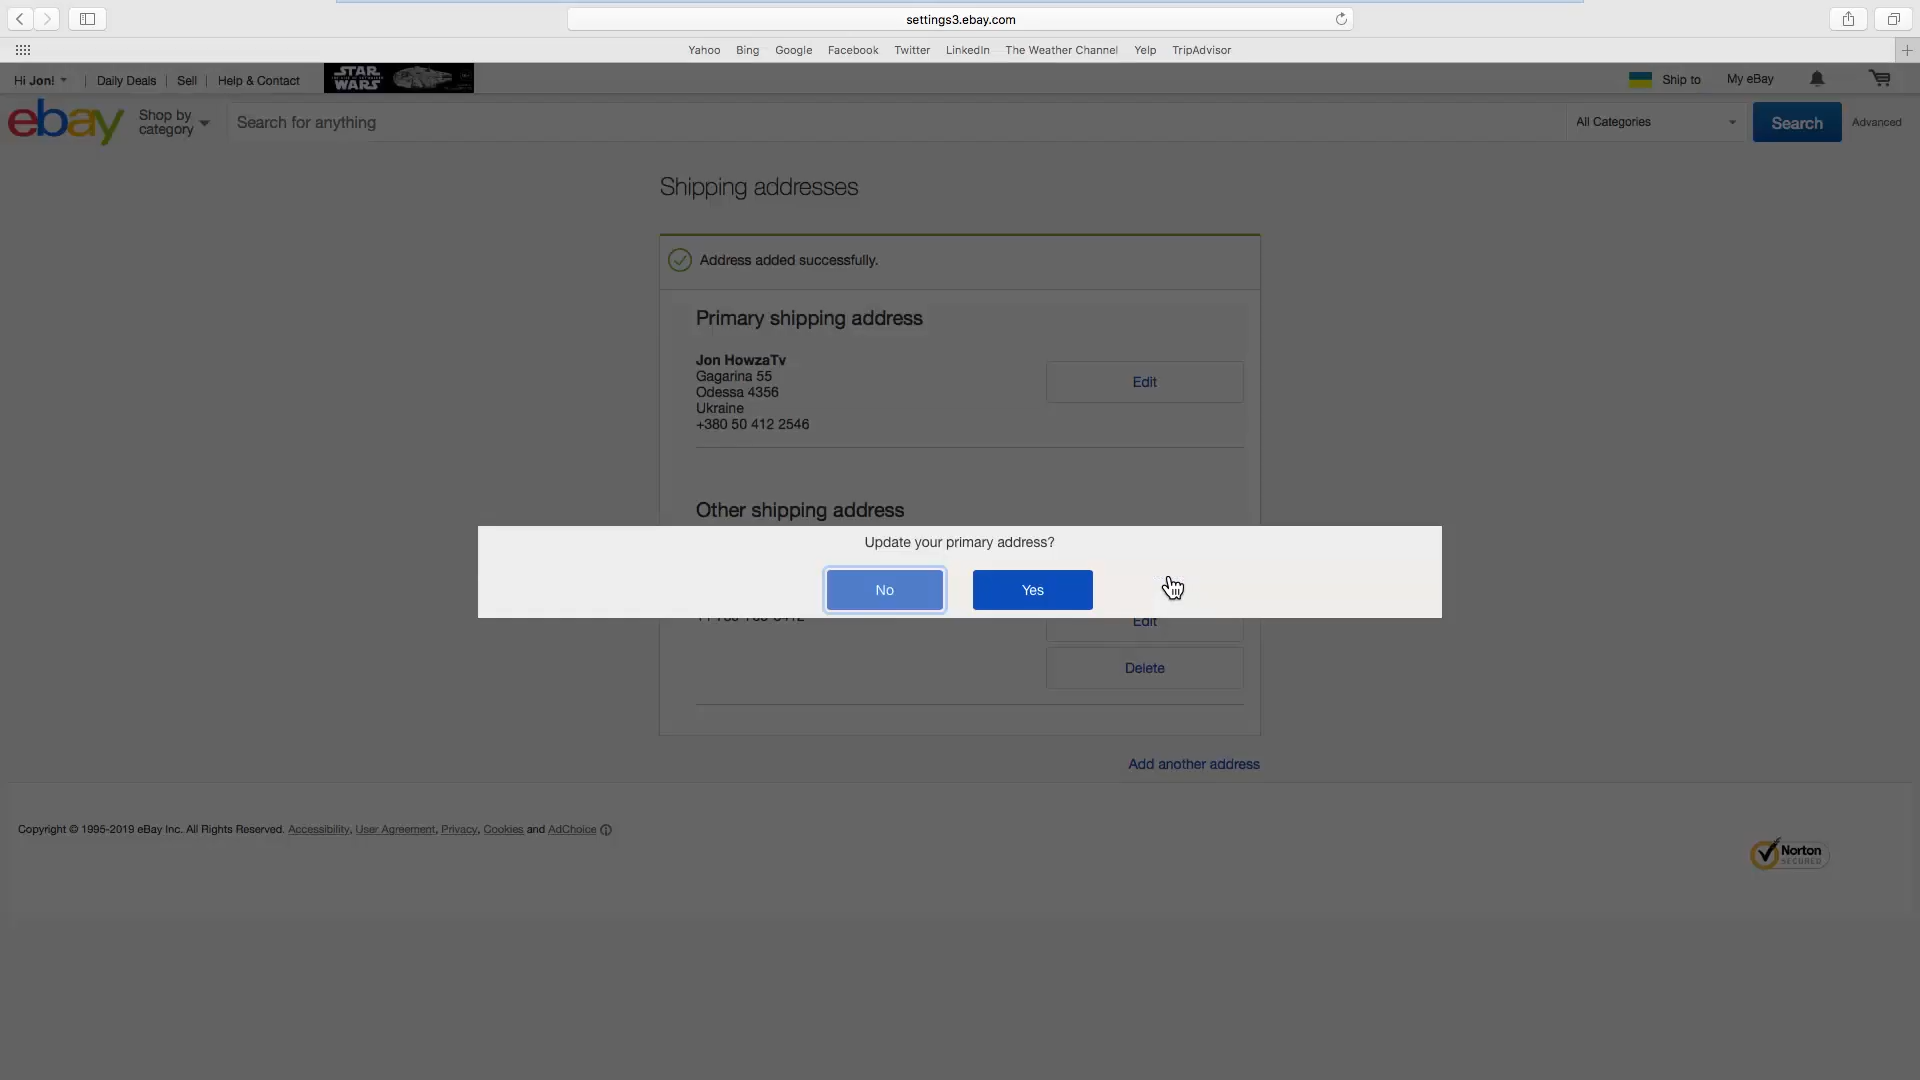 settings3.ebay.com
Yahoo Bing Google Facebook Twitter LinkedIn The Weather Channel Yelp TripAdvisor
Hi Jon! Daily Deals Sell Help & Contact STAR WARS Ship to My eBay
ebay Shop by category Search for anything All Categories Search Advanced
Shipping addresses
Address added successfully.
Primary shipping address
Jon HowzaTv
Gagarina 55
Odessa 4356
Ukraine
+380 50 412 2546
Edit
Other shipping address
Update your primary address?
No Yes
Edit
Delete
Add another address
Copyright © 1995-2019 eBay Inc. All Rights Reserved. Accessibility, User Agreement, Privacy, Cookies and AdChoice
Norton
SECURED